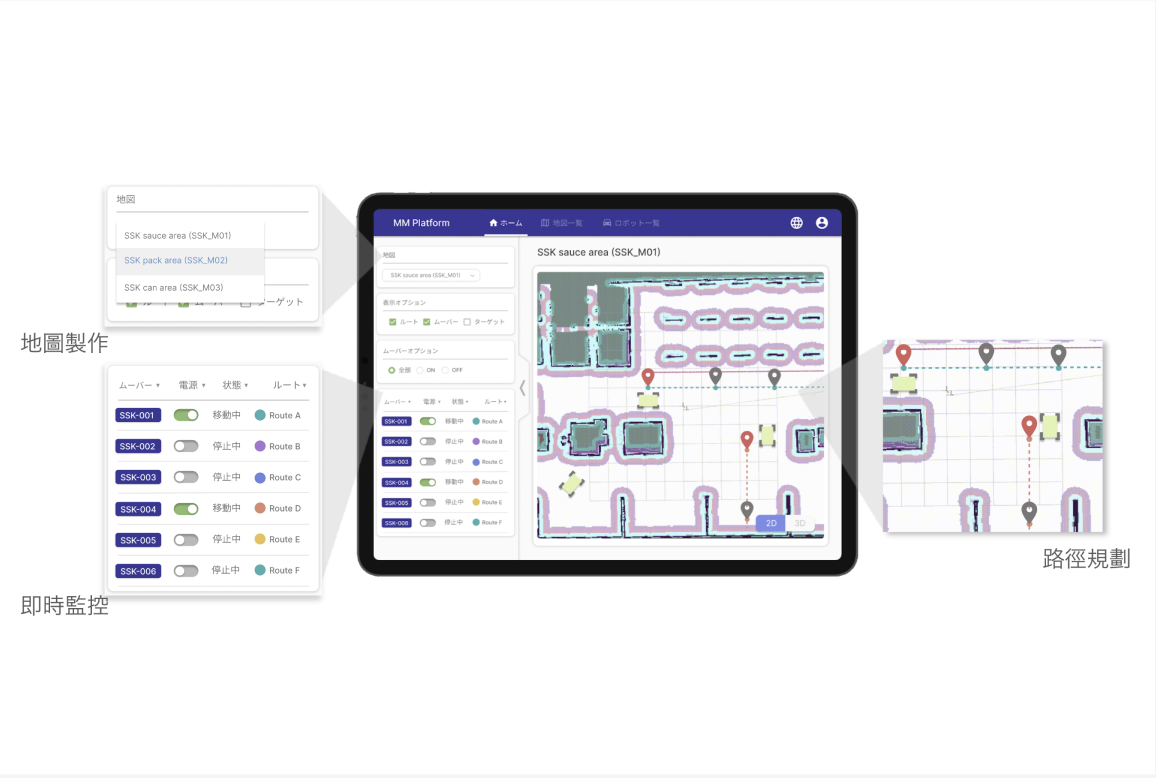 地図
SSK sauce area (SSK_M01)
SSK pack area (SSK_M02)
SSK can area (SSK_M03)
ーゲット
地圖製作
ムーバー 電源 状態 ルート
SSK-001 移動中 Route A
SSK-002 停止中 Route B
SSK-003 停止中 Route C
SSK-004 移動中 Route D
SSK-005 停止中 Route E
SSK-006 停止中 Route F
即時監控
MM Platform ホーム 地図一覧 ロボット一覧
地図
SSK sauce area (SSK_M01)
表示オプション
ルート ムーバー ターゲット
ムーバーオプション
全部 ON OFF
ムーバー 電源 状態 ルート
SSK-001 移動中 Route A
SSK-002 停止中 Route B
SSK-003 停止中 Route C
SSK-004 移動中 Route D
SSK-005 停止中 Route E
SSK-006 停止中 Route F
SSK sauce area (SSK_M01)
2D 3D
路徑規劃